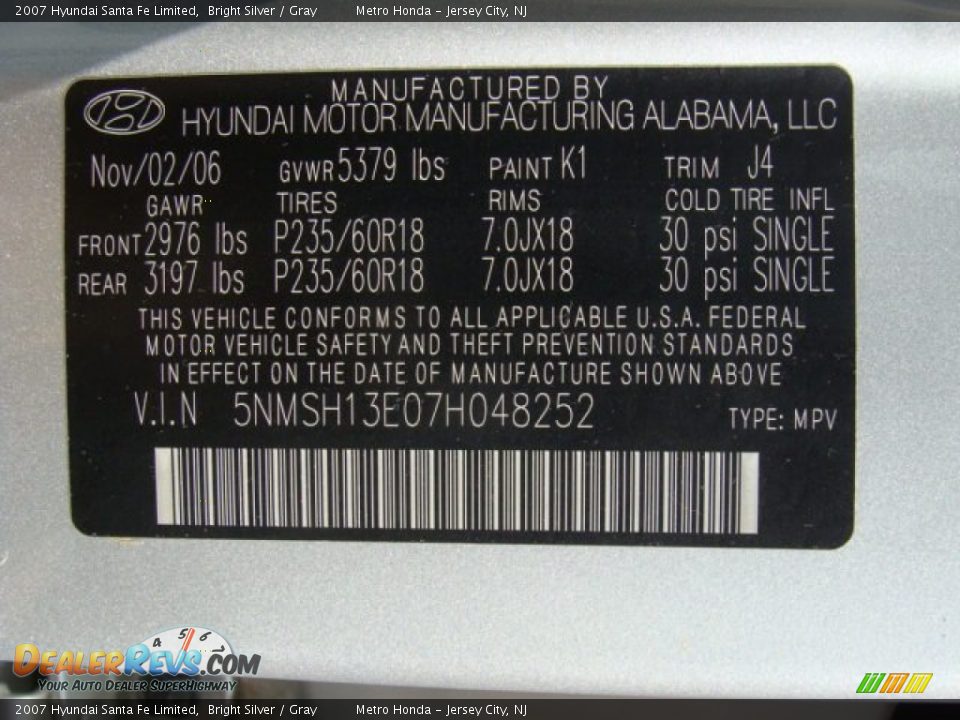 2007 Hyundai Santa Fe Limited, Bright Silver / Gray Metro Honda - Jersey City, NJ
MANUFACTURED BY
HYUNDAI MOTOR MANUFACTURING ALABAMA, LLC
Nov/02/06 GVWR 5379 lbs PAINT K1 TRIM J4
GAWR TIRES RIMS COLD TIRE INFL
FRONT 2976 lbs P235/60R18 7.0JX18 30 psi SINGLE
REAR 3197 lbs P235/60R18 7.0JX18 30 psi SINGLE
THIS VEHICLE CONFORMS TO ALL APPLICABLE U.S.A. FEDERAL
MOTOR VEHICLE SAFETY AND THEFT PREVENTION STANDARDS
IN EFFECT ON THE DATE OF MANUFACTURE SHOWN ABOVE
V.I.N 5NMSH13E07H048252 TYPE: MPV
4 5 6 7
DEALERREVS.COM
Your Auto Dealer SuperHighway
2007 Hyundai Santa Fe Limited, Bright Silver / Gray Metro Honda - Jersey City, NJ